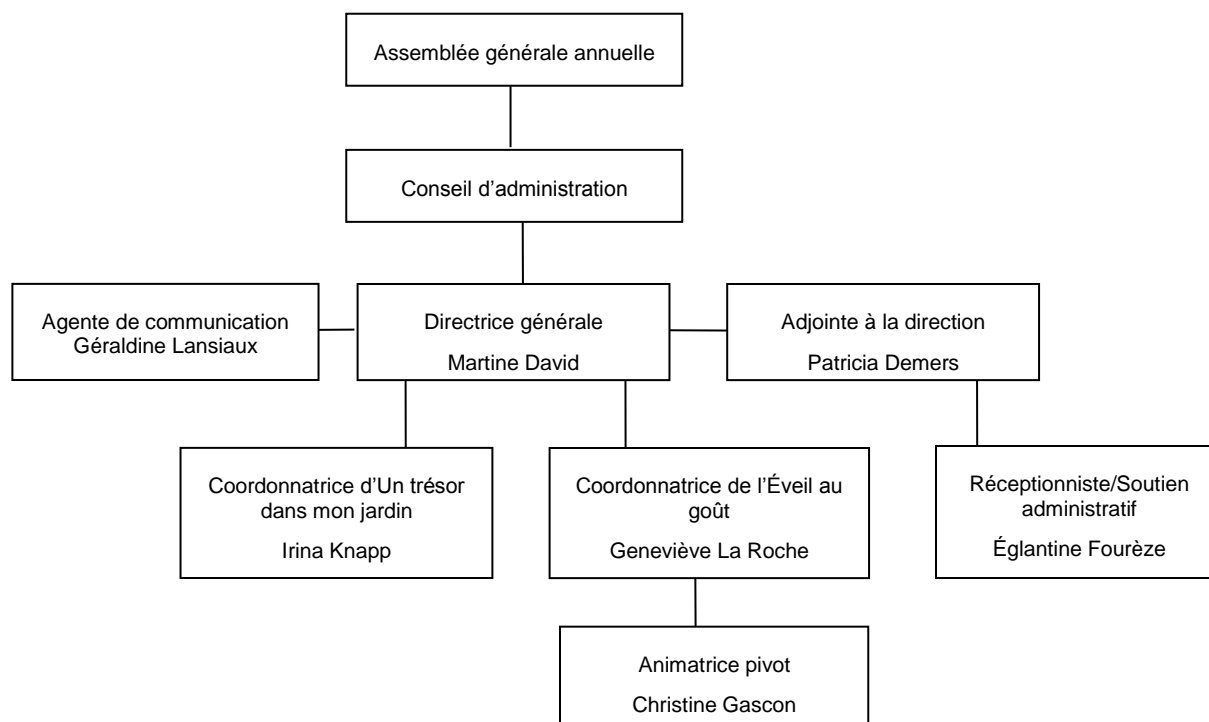 Assemblée générale annuelle
Conseil d’administration
Agente de communication
Géraldine Lansiaux
Directrice générale
Martine David
Adjointe à la direction
Patricia Demers
Coordonnatrice d’Un trésor
dans mon jardin
Irina Knapp
Coordonnatrice de l’Éveil au
goût
Geneviève La Roche
Réceptionniste/Soutien
administratif
Églantine Fourèze
Animatrice pivot
Christine Gascon